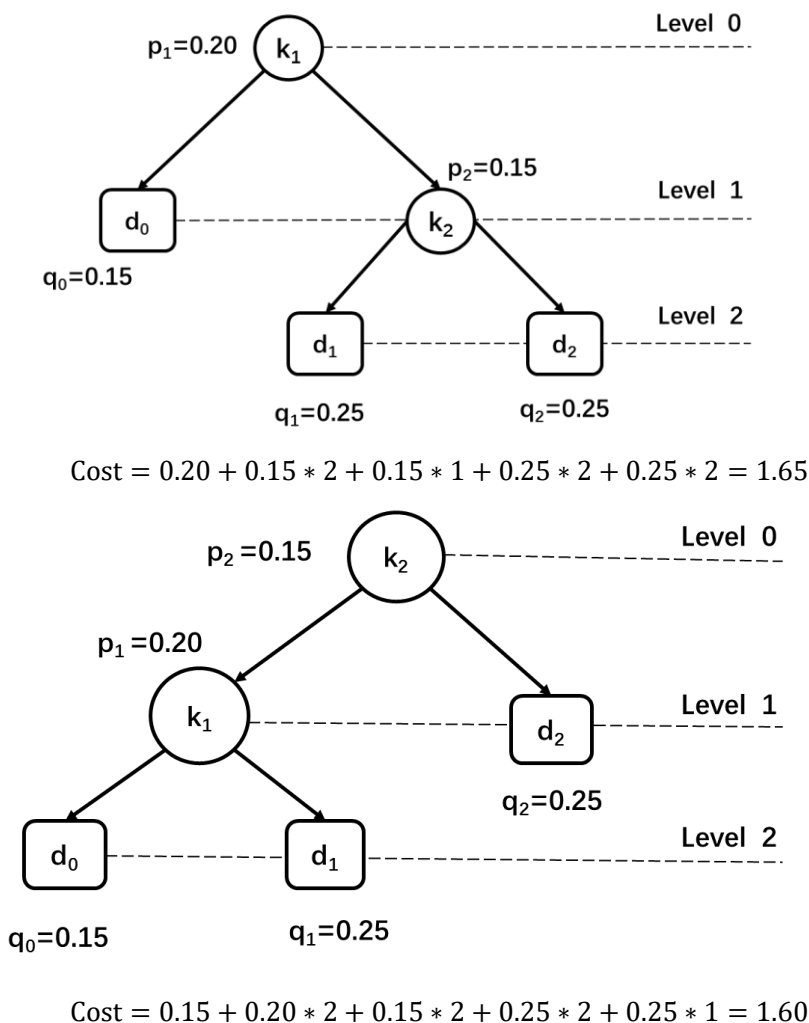 Level 0
p₁=0.20
k₁
p₂=0.15
Level 1
d₀
k₂
q₀=0.15
Level 2
d₁
d₂
q₁=0.25
q₂=0.25
Cost = 0.20 + 0.15 * 2 + 0.15 * 1 + 0.25 * 2 + 0.25 * 2 = 1.65
Level 0
p₂ =0.15
k₂
p₁ =0.20
Level 1
k₁
d₂
q₂=0.25
Level 2
d₀
d₁
q₀=0.15
q₁=0.25
Cost = 0.15 + 0.20 * 2 + 0.15 * 2 + 0.25 * 2 + 0.25 * 1 = 1.60